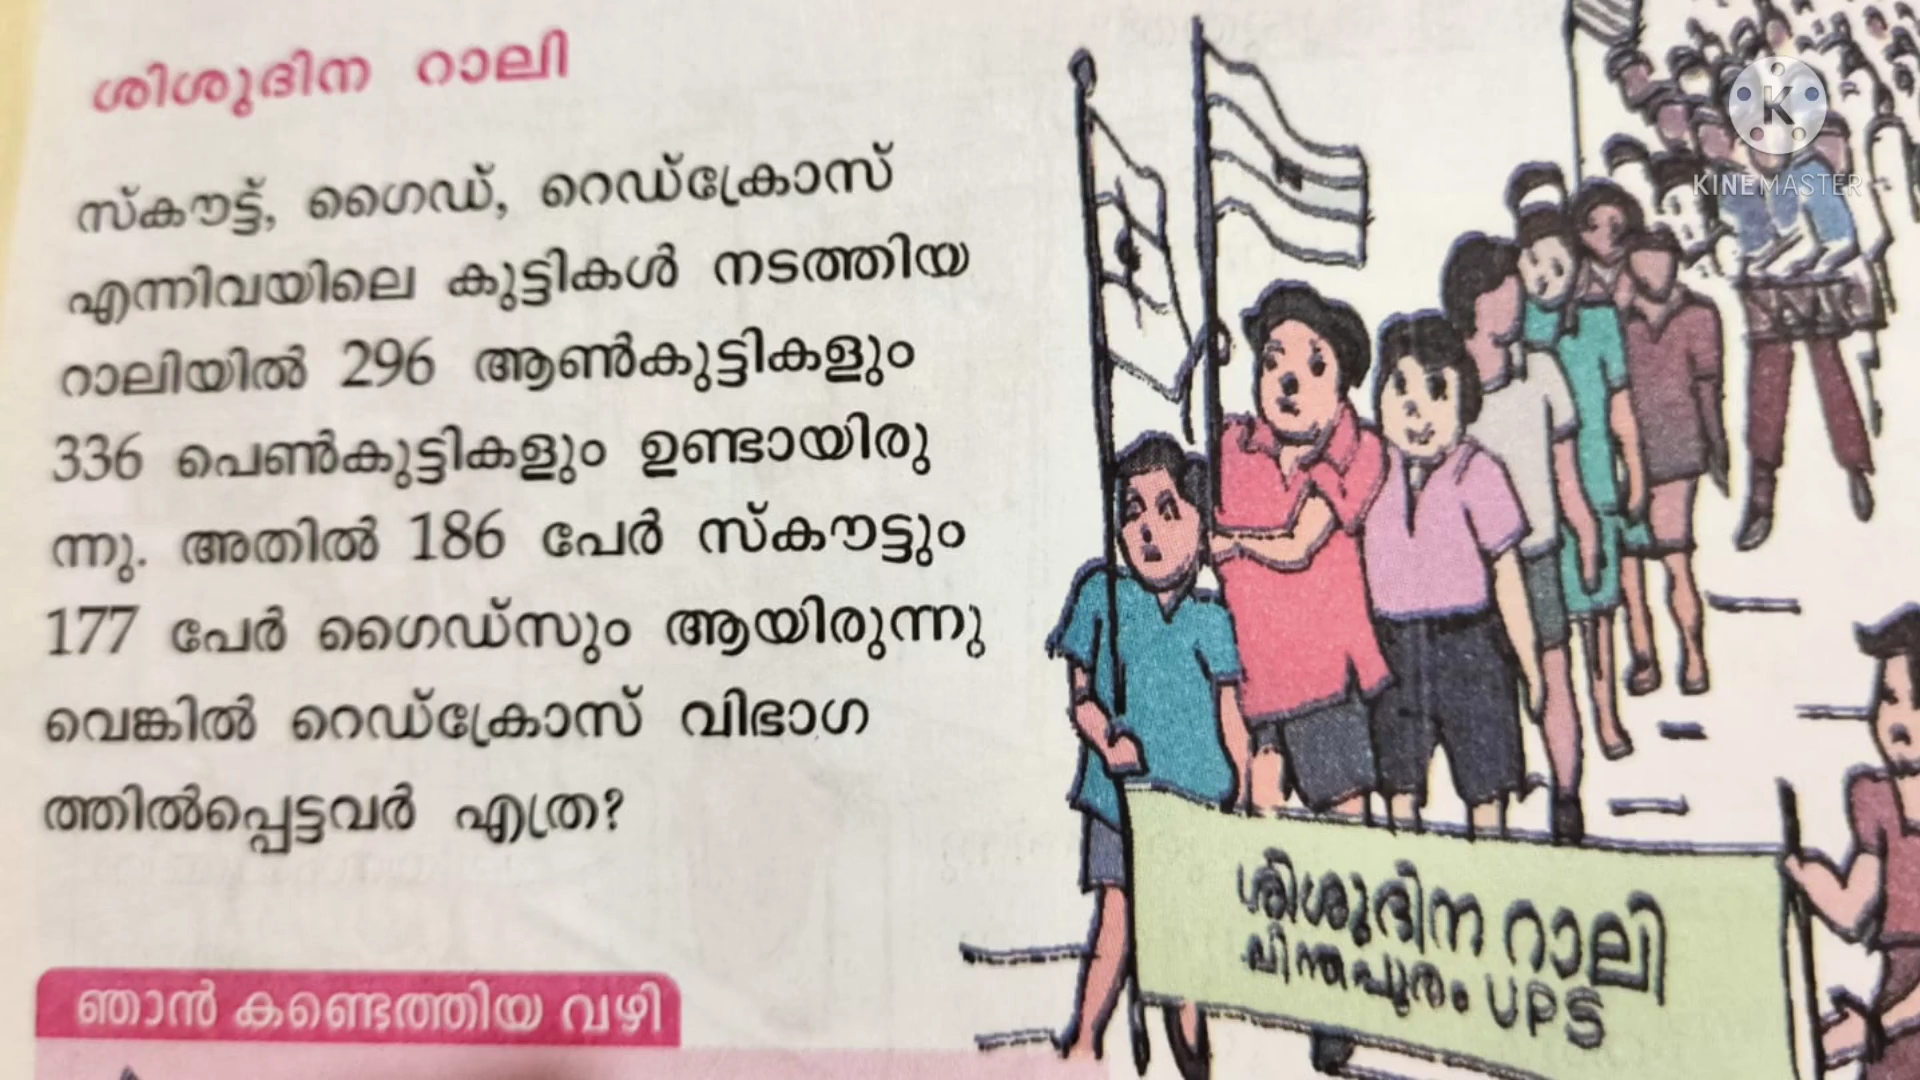 ശിശുദിന റാലി
സ്കൗട്ട്, ഗൈഡ്, റെഡ്ക്രോസ്
എന്നിവയിലെ കുട്ടികൾ നടത്തിയ
റാലിയിൽ 296 ആൺകുട്ടികളും
336 പെൺകുട്ടികളും ഉണ്ടായിരു
ന്നു. അതിൽ 186 പേർ സ്കൗട്ടും
177 പേർ ഗൈഡ്സും ആയിരുന്നു
വെങ്കിൽ റെഡ്ക്രോസ് വിഭാഗ
ത്തിൽപ്പെട്ടവർ എത്ര?
ഞാൻ കണ്ടെത്തിയ വഴി
ശിശുദിന റാലി
UPS
KINEMASTER